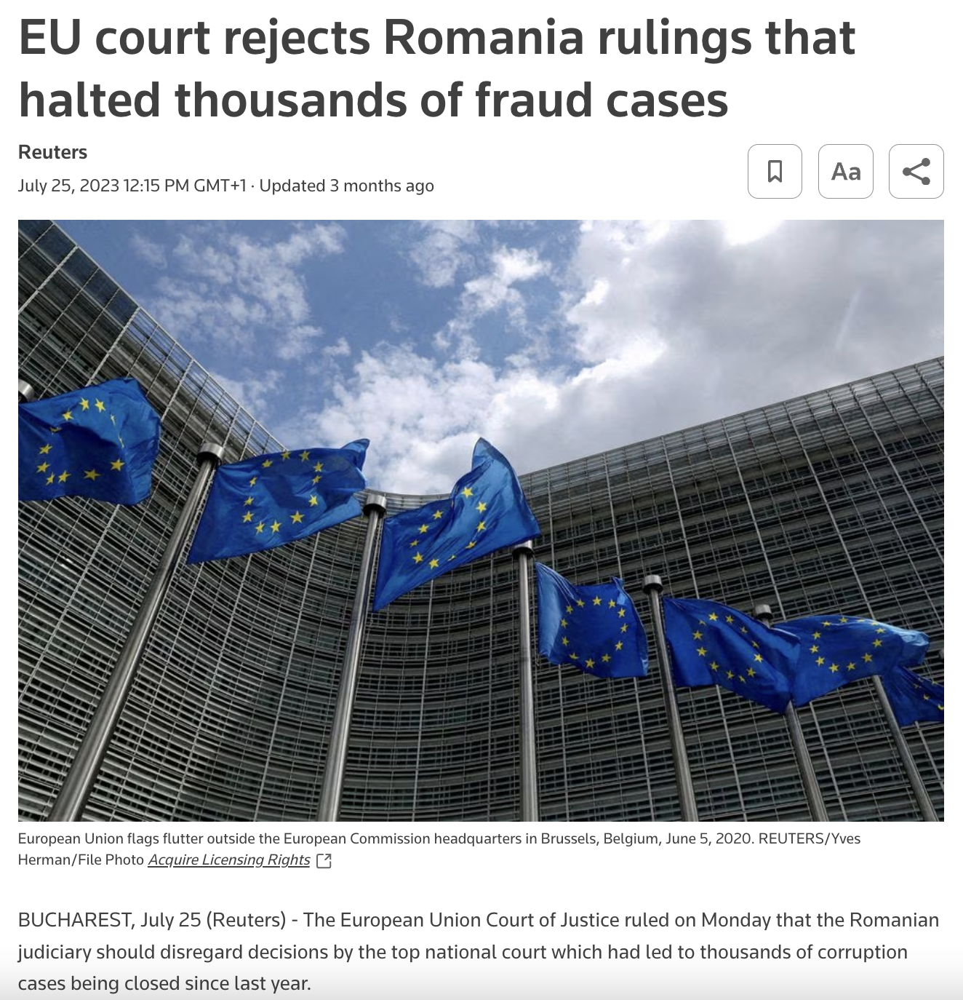 EU court rejects Romania rulings that
halted thousands of fraud cases
Reuters
July 25, 2023 12:15 PM GMT+1 · Updated 3 months ago
Aa
European Union flags flutter outside the European Commission headquarters in Brussels, Belgium, June 5, 2020. REUTERS/Yves
Herman/File Photo Acquire Licensing Rights
BUCHAREST, July 25 (Reuters) - The European Union Court of Justice ruled on Monday that the Romanian
judiciary should disregard decisions by the top national court which had led to thousands of corruption
cases being closed since last year.